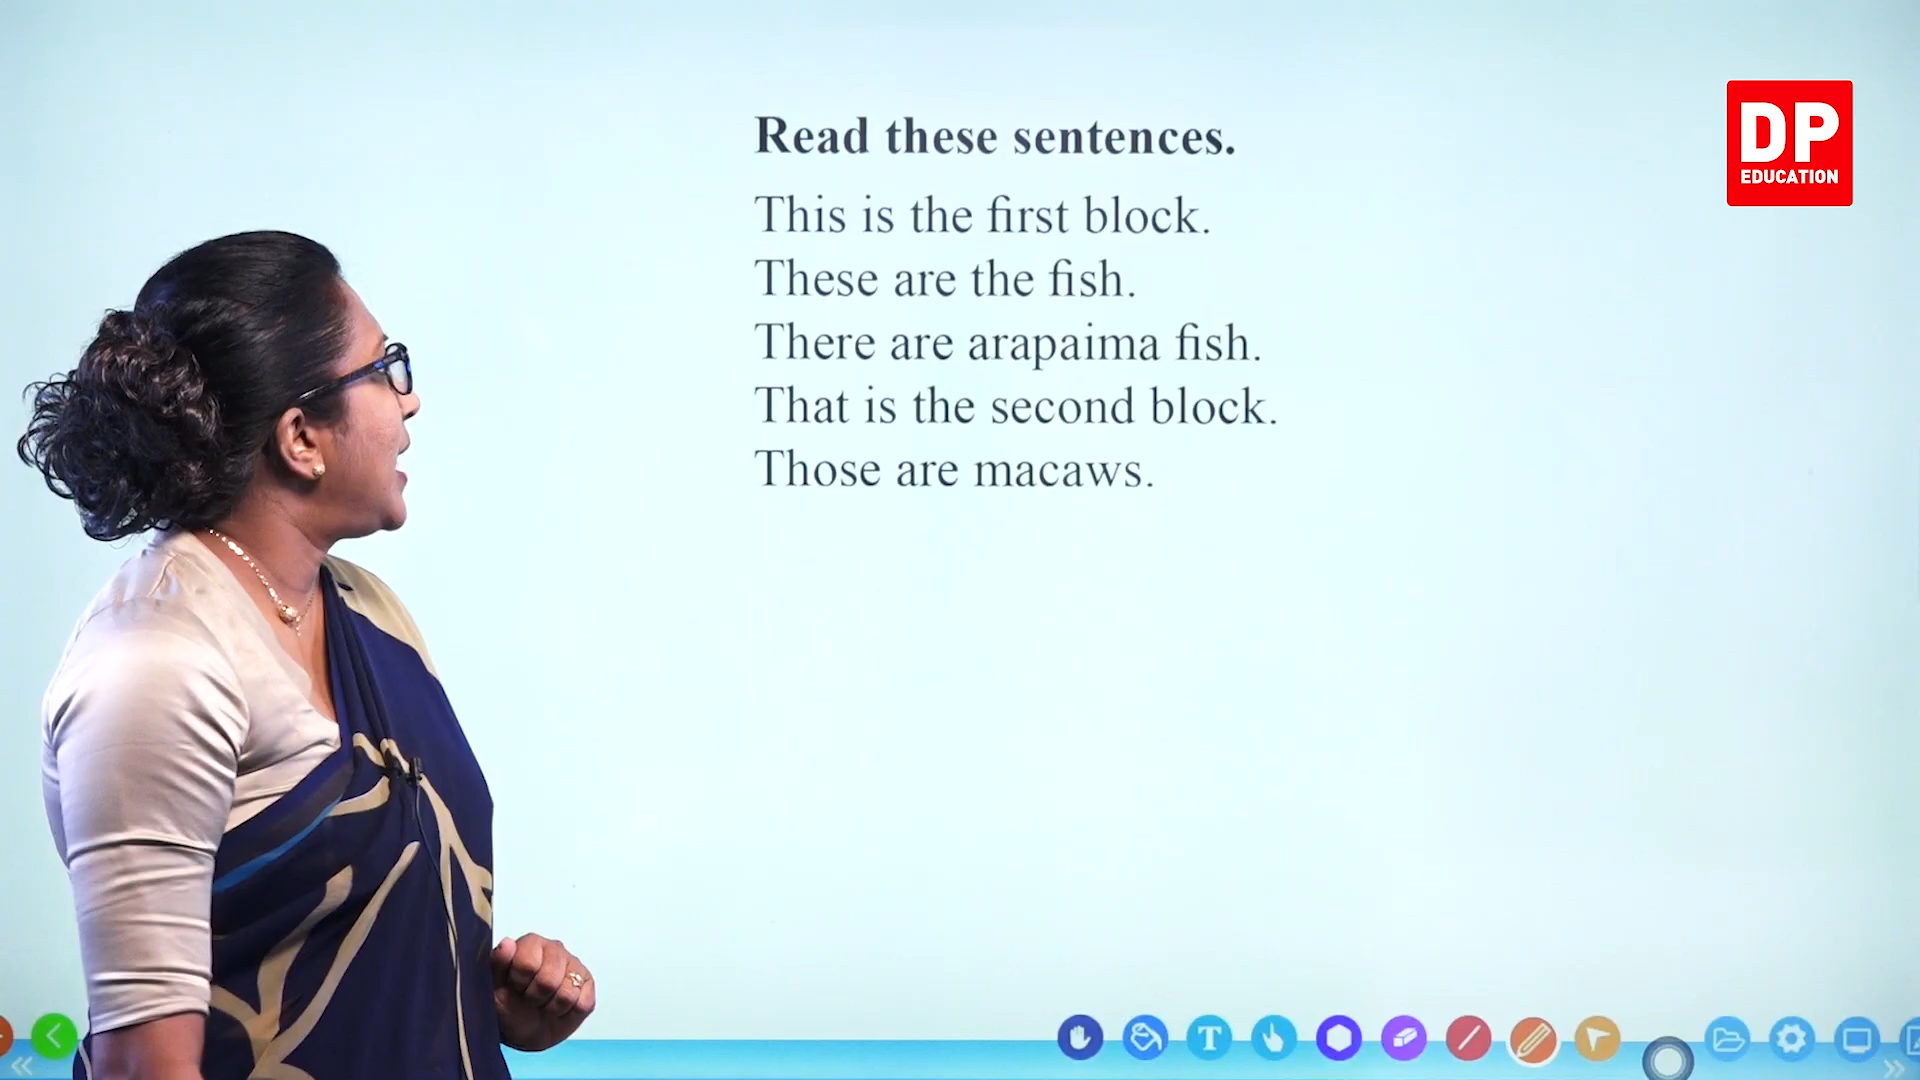 Read these sentences.
This is the first block.
These are the fish.
There are arapaima fish.
That is the second block.
Those are macaws.
DP
EDUCATION
T